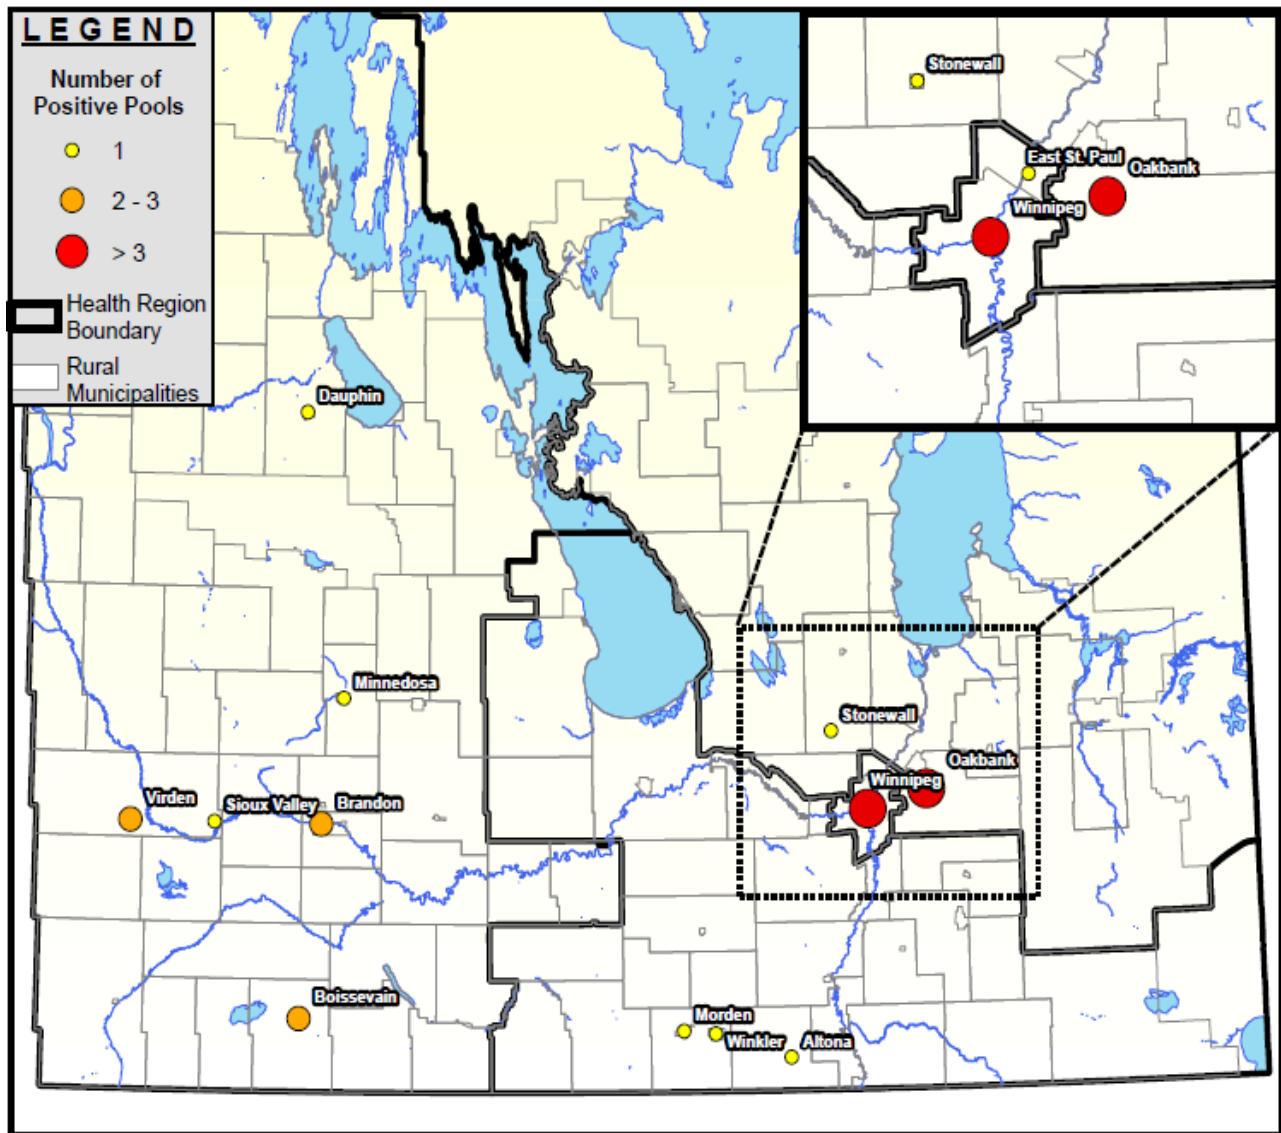 LEGEND
Number of
Positive Pools
1
2 - 3
> 3
Health Region
Boundary
Rural
Municipalities
Stonewall
East St. Paul
Oakbank
Winnipeg
Dauphin
Minnedosa
Stonewall
Oakbank
Winnipeg
Virden
Sioux Valley
Brandon
Boissevain
Morden
Winkler
Altona